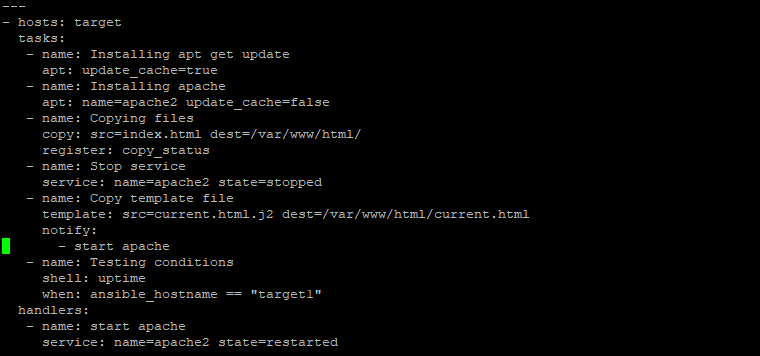 ---
- hosts: target
  tasks:
   - name: Installing apt get update
     apt: update_cache=true
   - name: Installing apache
     apt: name=apache2 update_cache=false
   - name: Copying files
     copy: src=index.html dest=/var/www/html/
     register: copy_status
   - name: Stop service
     service: name=apache2 state=stopped
   - name: Copy template file
     template: src=current.html.j2 dest=/var/www/html/current.html
     notify:
       - start apache
   - name: Testing conditions
     shell: uptime
     when: ansible_hostname == "target1"
  handlers:
   - name: start apache
     service: name=apache2 state=restarted